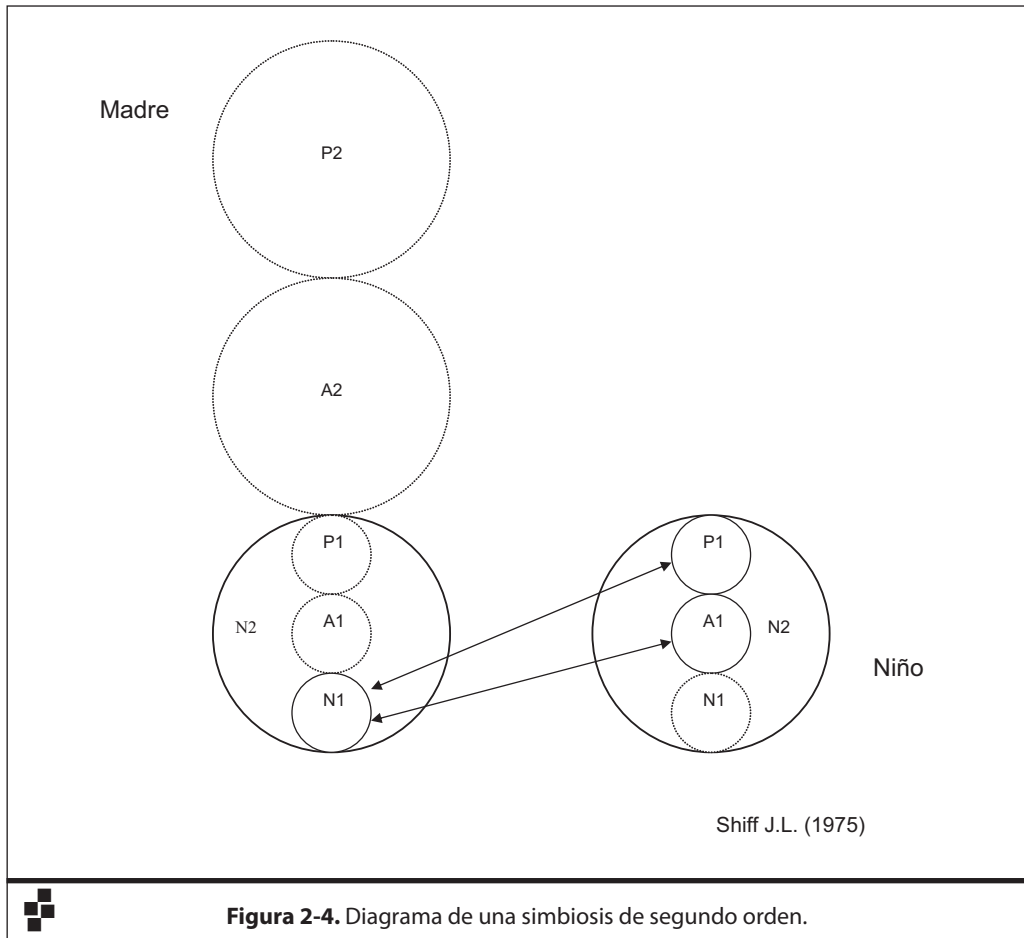 Madre
P2
A2
P1
P1
N2
A1
A1
N2
N1
N1
Niño
Shiff J.L. (1975)
Figura 2-4. Diagrama de una simbiosis de segundo orden.